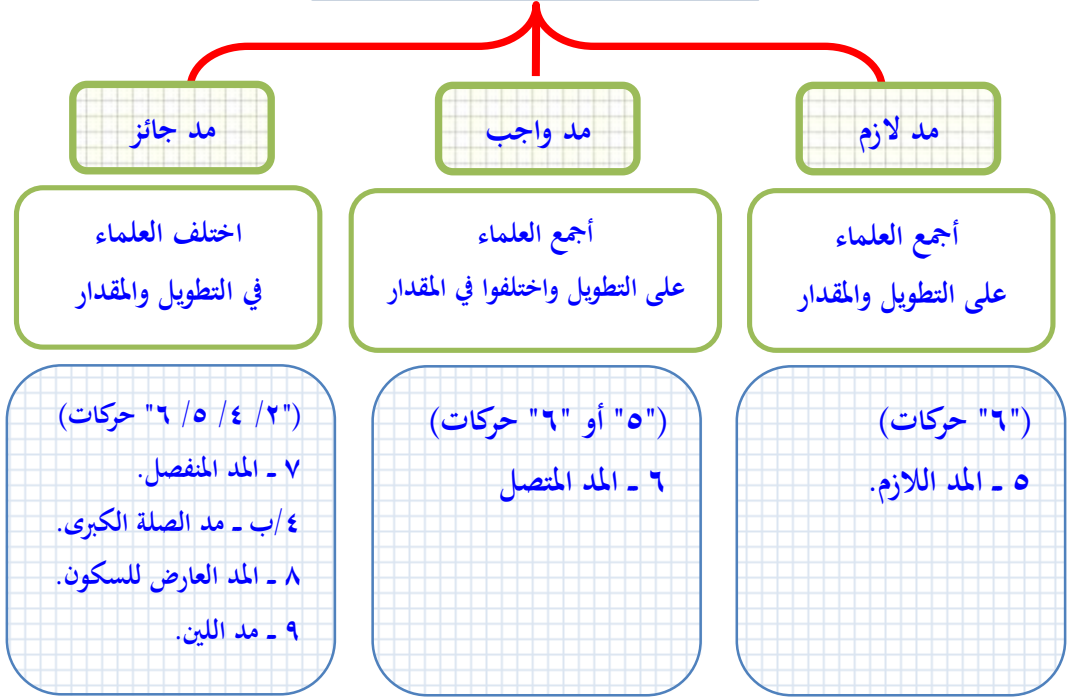 مد لازم
أجمع العلماء
على التطويل والمقدار
("٦" حركات)
٥ ـ المد اللازم.
مد واجب
أجمع العلماء
على التطويل واختلفوا في المقدار
("٥" أو "٦" حركات)
٦ ـ المد المتصل
مد جائز
اختلف العلماء
في التطويل والمقدار
("٢/ ٤/ ٥/ ٦" حركات)
٧ ـ المد المنفصل.
٤/ب ـ مد الصلة الكبرى.
٨ ـ المد العارض للسكون.
٩ ـ مد اللين.